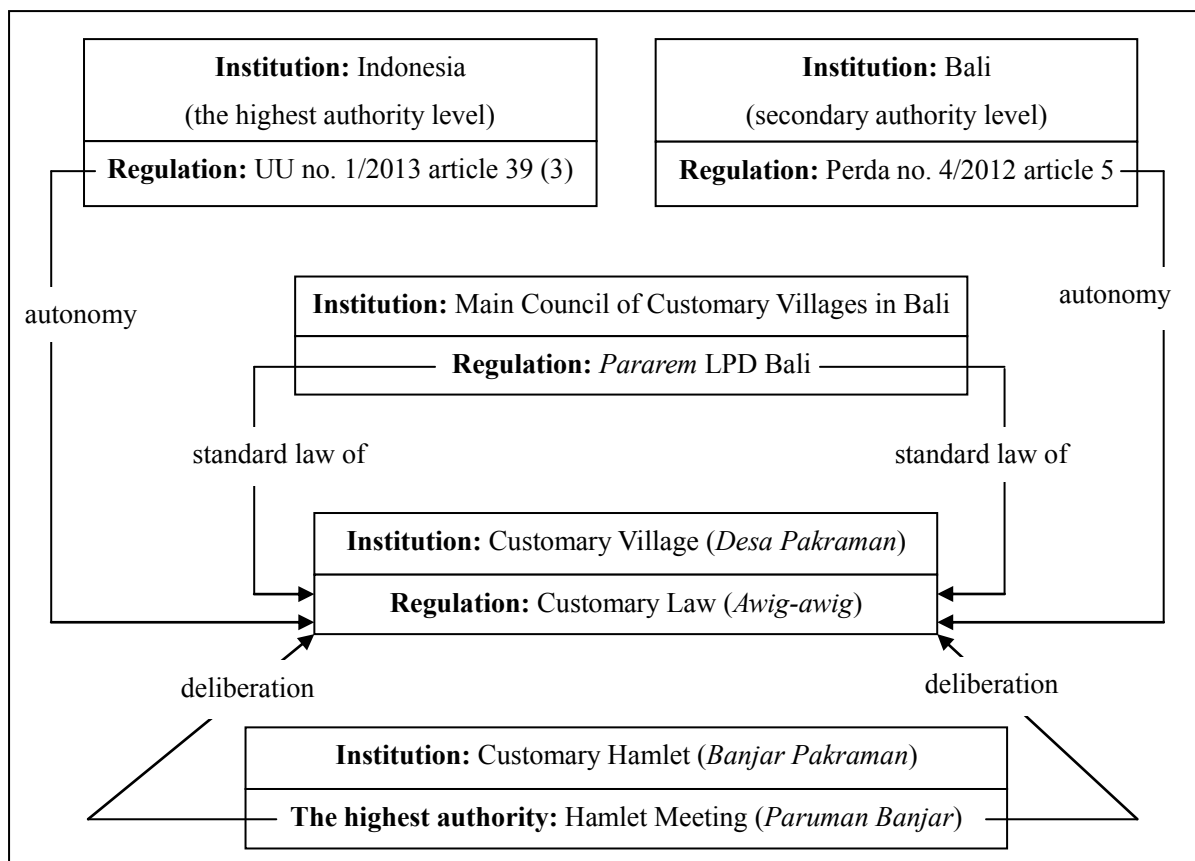 Institution: Indonesia
(the highest authority level)
Regulation: UU no. 1/2013 article 39 (3)
Institution: Bali
(secondary authority level)
Regulation: Perda no. 4/2012 article 5
autonomy
autonomy
Institution: Main Council of Customary Villages in Bali
Regulation: Pararem LPD Bali
standard law of
standard law of
Institution: Customary Village (Desa Pakraman)
Regulation: Customary Law (Awig-awig)
deliberation
deliberation
Institution: Customary Hamlet (Banjar Pakraman)
The highest authority: Hamlet Meeting (Paruman Banjar)